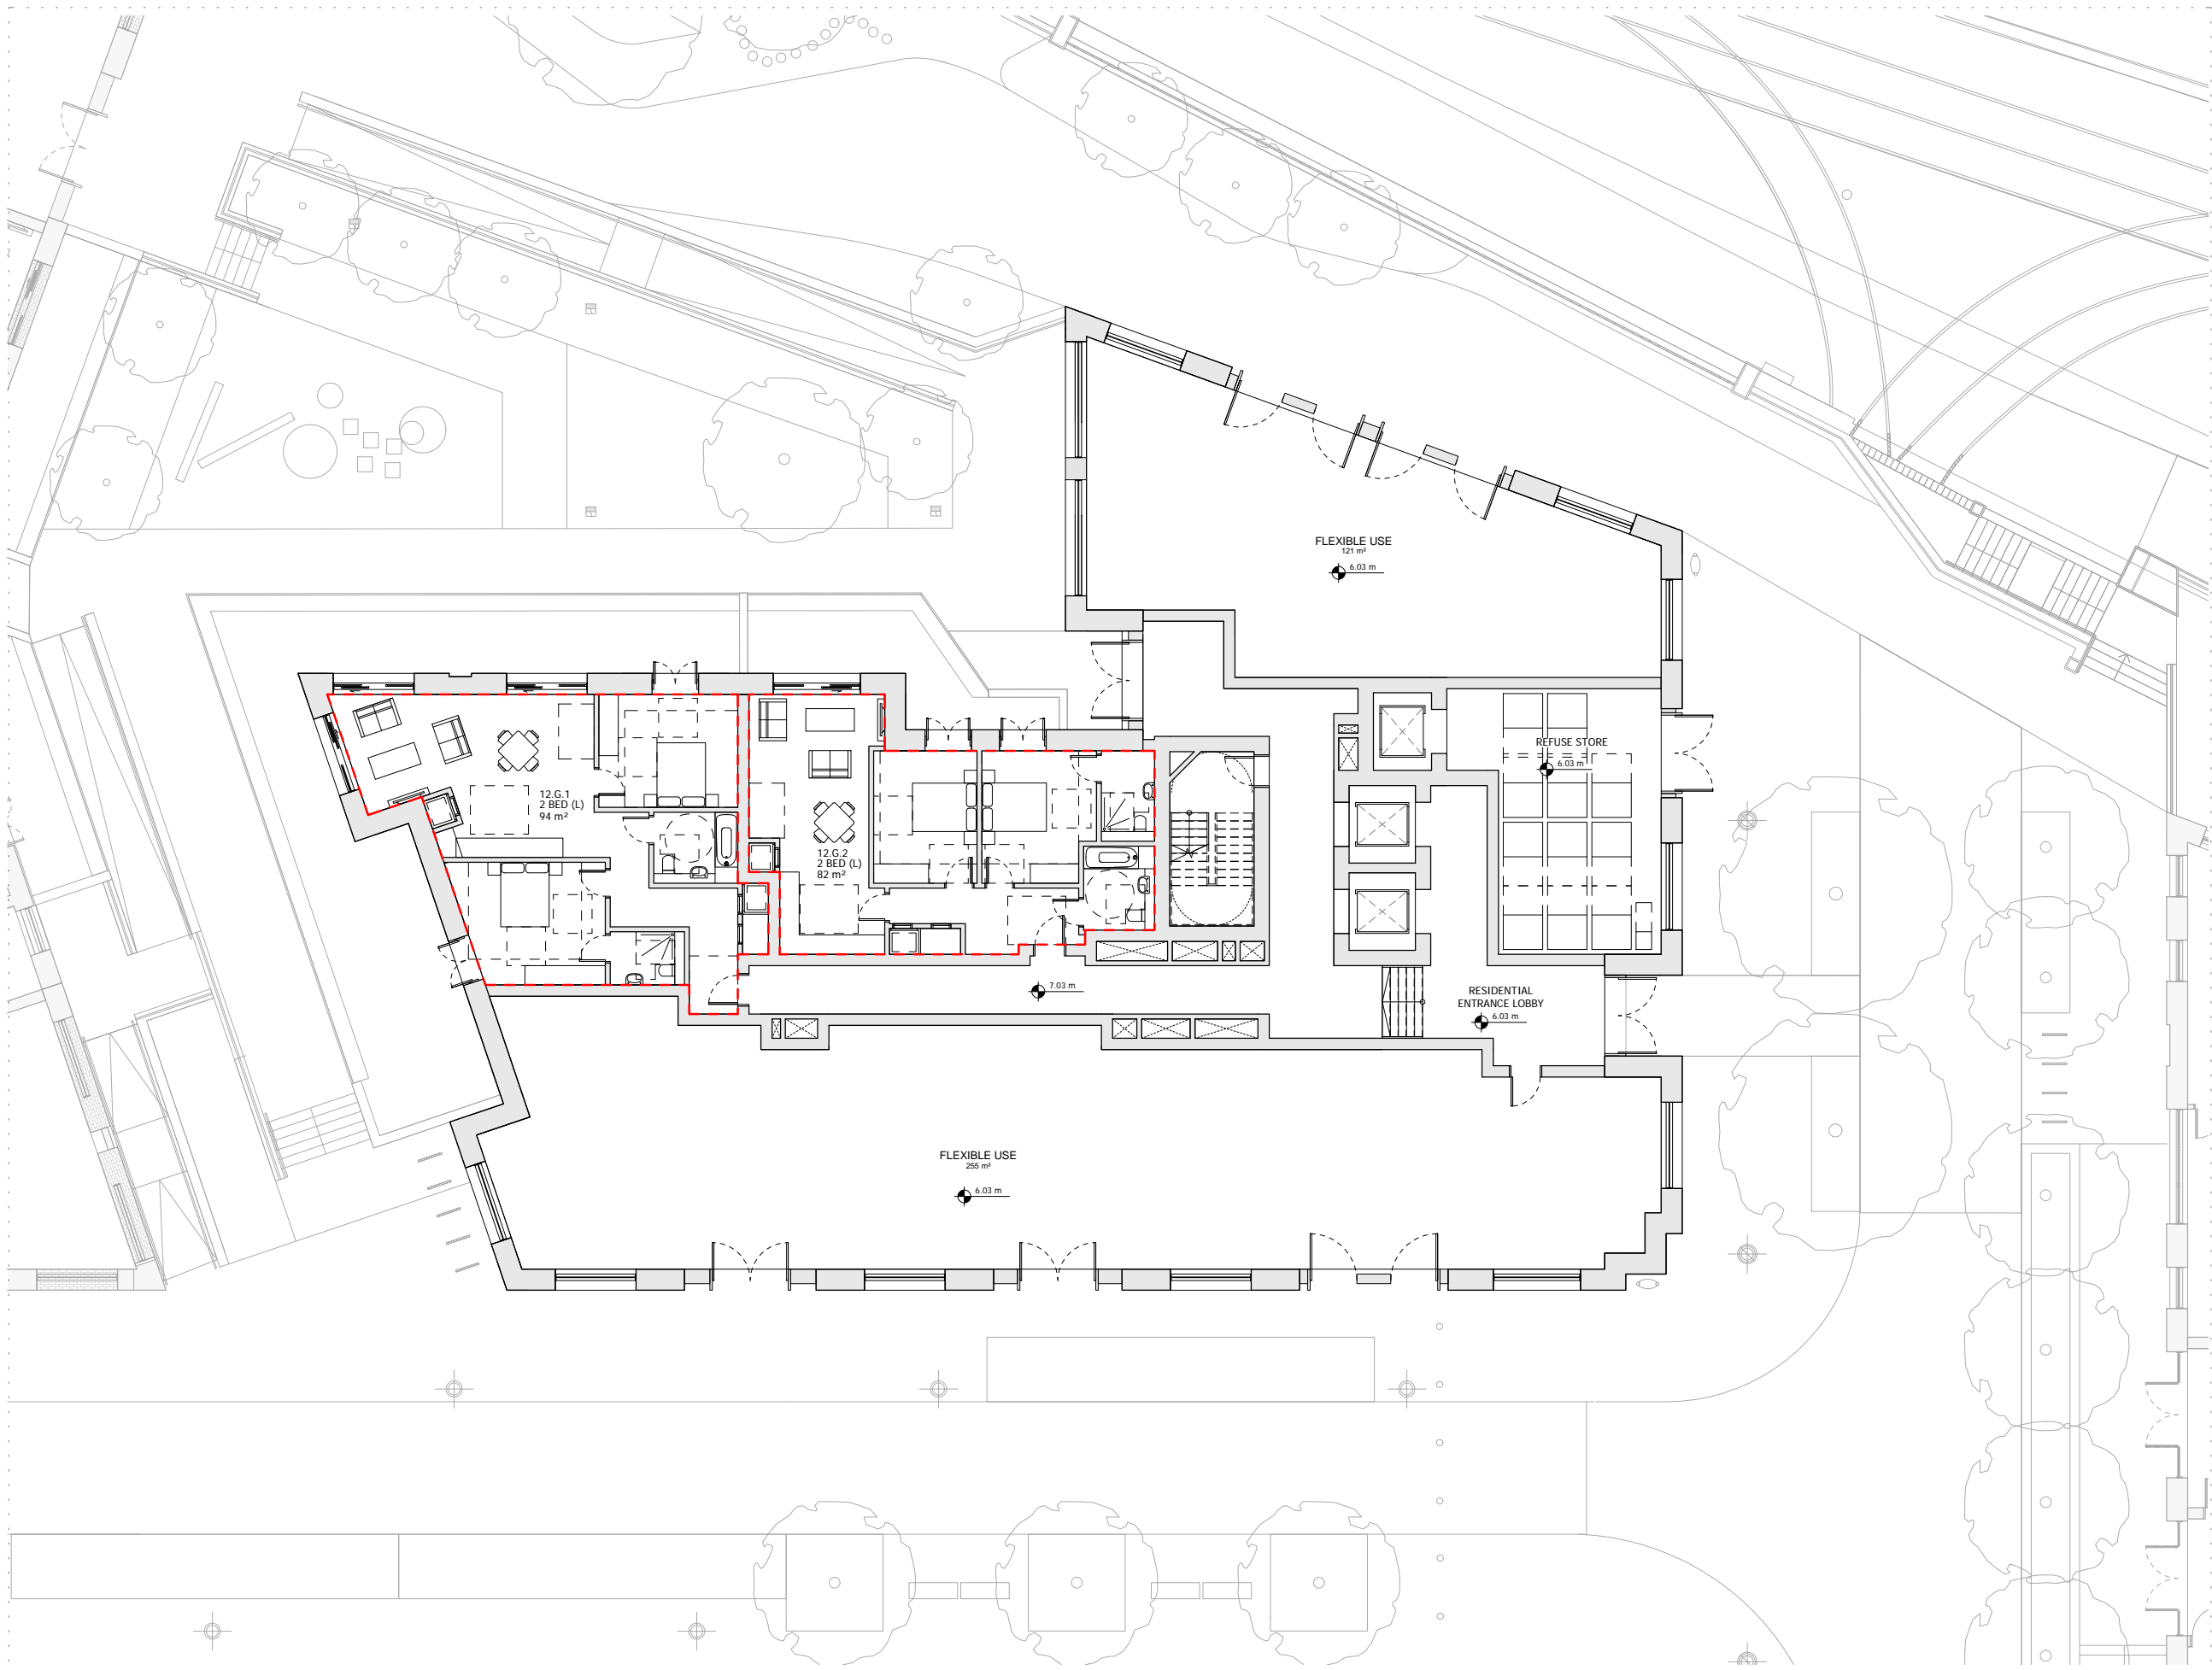 FLEXIBLE USE
121 m²
6.03 m
REFUSE STORE
6.03 m
12.G.1
2 BED (L)
94 m²
12.G.2
2 BED (L)
82 m²
7.03 m
RESIDENTIAL
ENTRANCE LOBBY
6.03 m
FLEXIBLE USE
255 m²
6.03 m